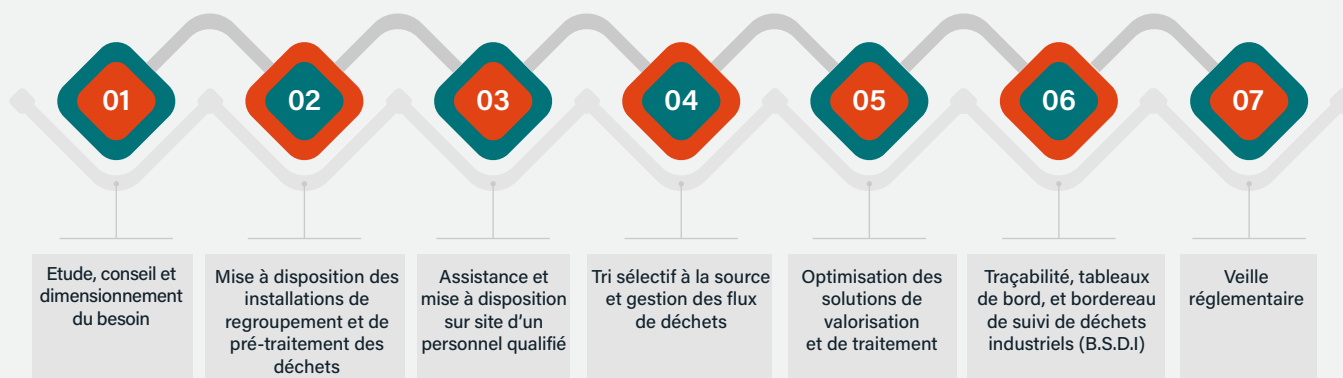 01
02
03
04
05
06
07
Etude, conseil et
dimensionnement
du besoin
Mise à disposition des
installations de
regroupement et de
pré-traitement des
déchets
Assistance et
mise à disposition
sur site d'un
personnel qualifié
Tri sélectif à la source
et gestion des flux
de déchets
Optimisation des
solutions de
valorisation
et de traitement
Traçabilité, tableaux
de bord, et bordereau
de suivi de déchets
industriels (B.S.D.I)
Veille
réglementaire